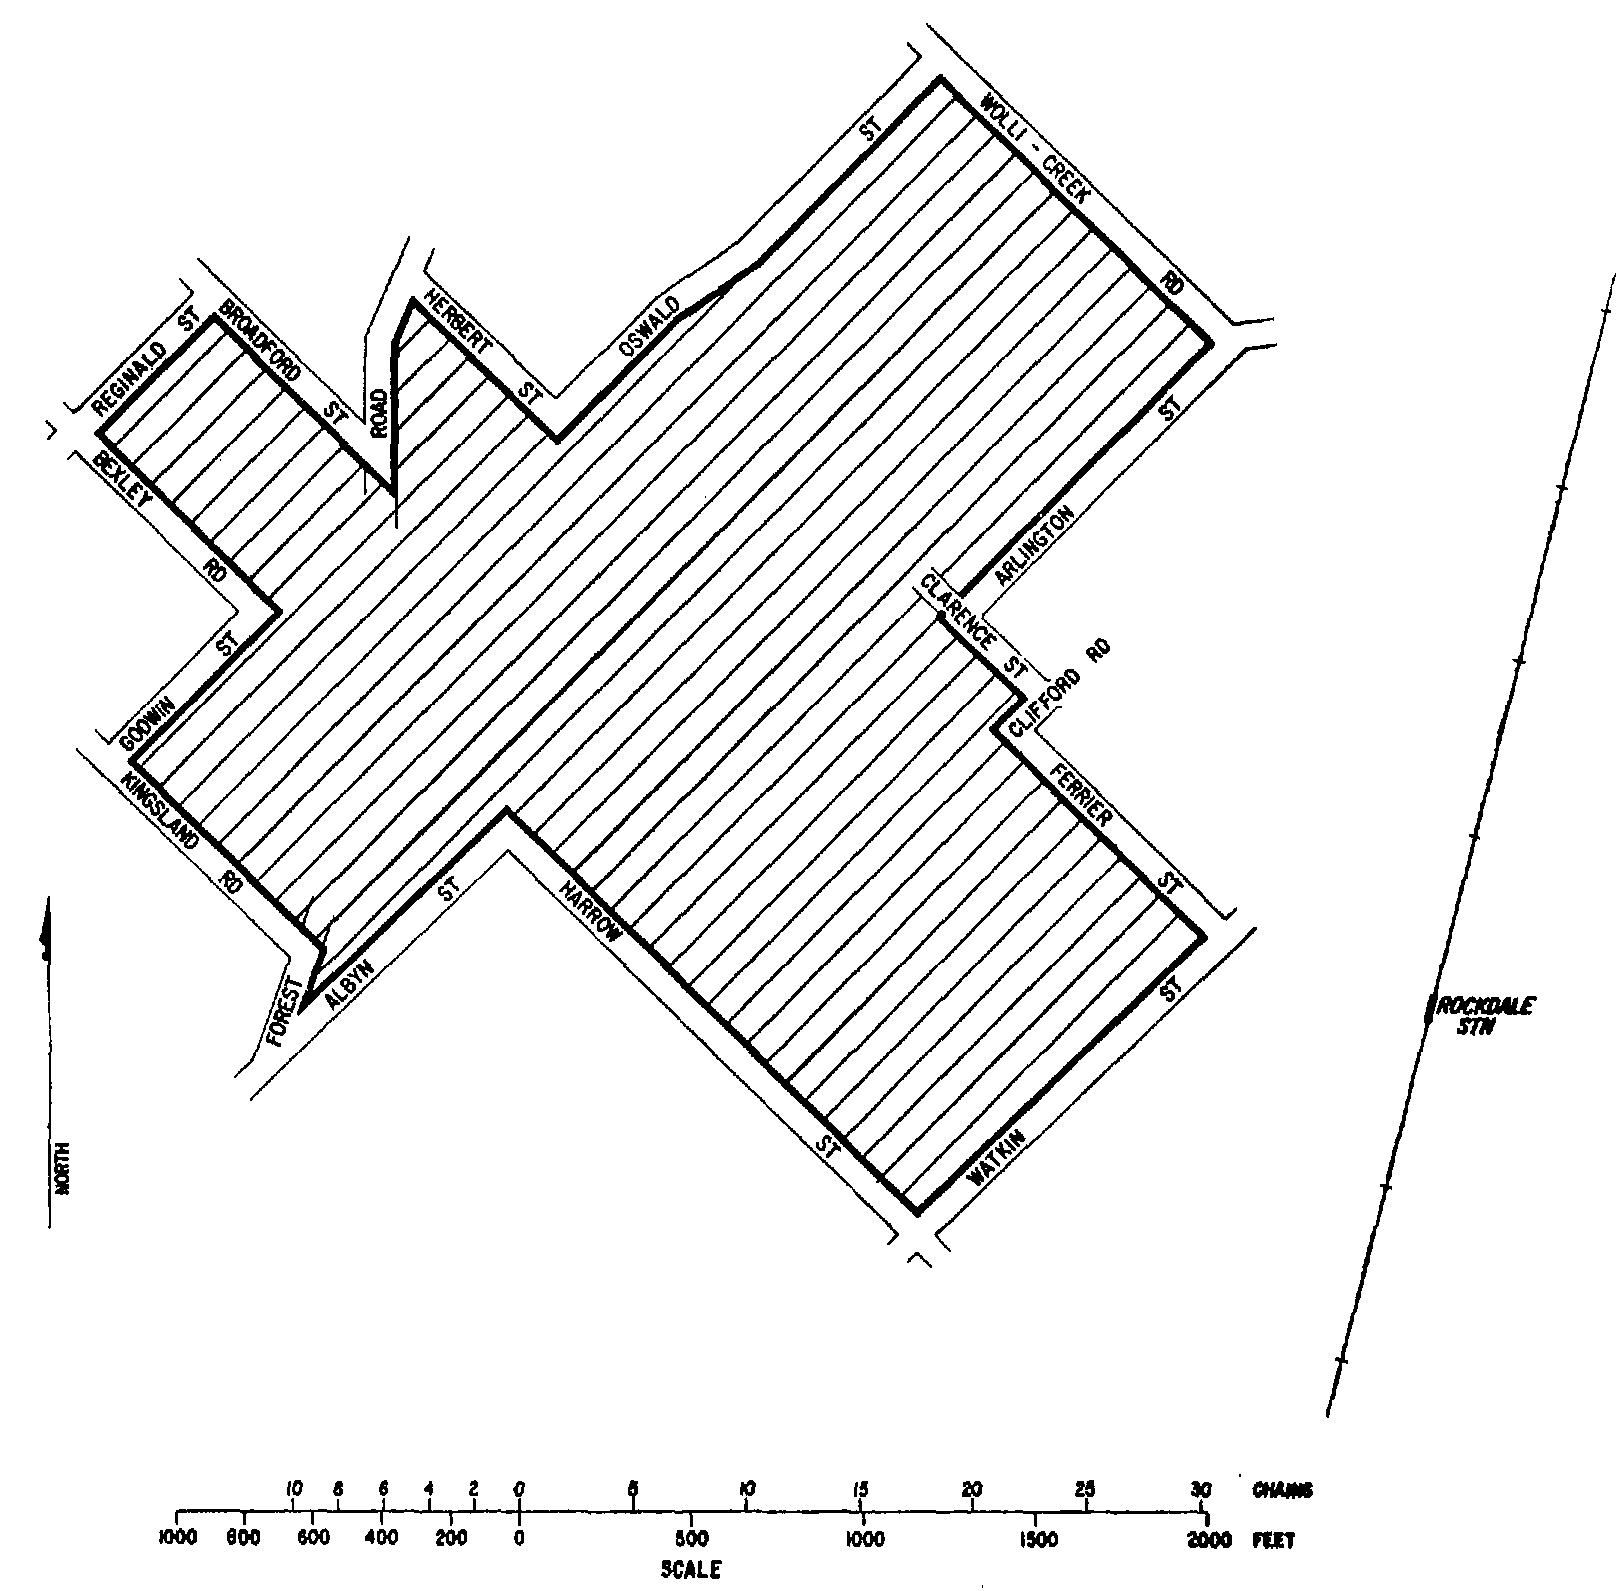 WOLLI - CREEK RD
OSWALD ST
HERBERT ST
ROAD
BROADFORD ST
REGINALD ST
BEXLEY RD
GODWIN ST
KINGSLAND RD
FOREST
ALBYN ST
HARROW ST
WATKIN ST
FERRIER ST
CLIFFORD RD
CLARENCE ST
ARLINGTON ST
ROCKDALE
STN
NORTH
10 8 6 4 2 0 5 10 15 20 25 30 CHAINS
1000 800 600 400 200 0 500 1000 1500 2000 FEET
SCALE